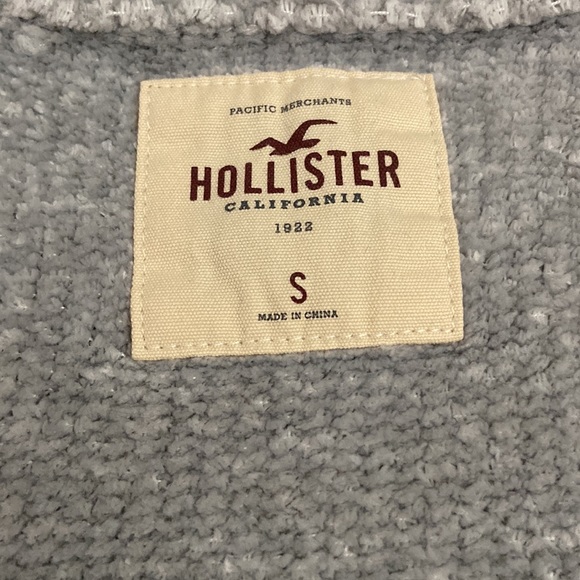 PACIFIC MERCHANTS
HOLLISTER
CALIFORNIA
1922
S
MADE IN CHINA